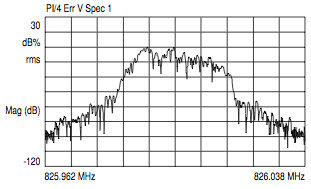 PI/4 Err V Spec 1
30
dB%
rms
Mag (dB)
-120
825.962 MHz
826.038 MHz